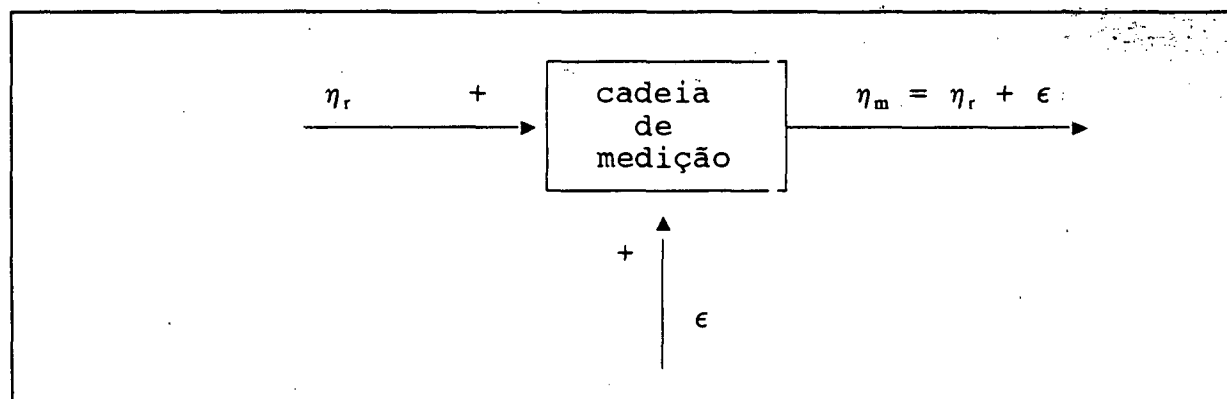 η_r + cadeia η_m = η_r + ϵ
de
medição
+
ϵ